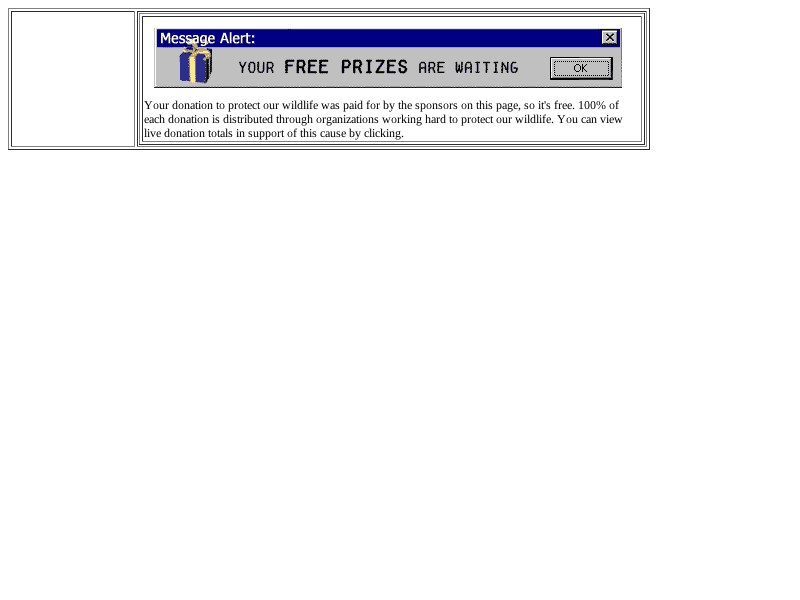 Message Alert:
YOUR FREE PRIZES ARE WAITING
OK
Your donation to protect our wildlife was paid for by the sponsors on this page, so it's free. 100% of
each donation is distributed through organizations working hard to protect our wildlife. You can view
live donation totals in support of this cause by clicking.